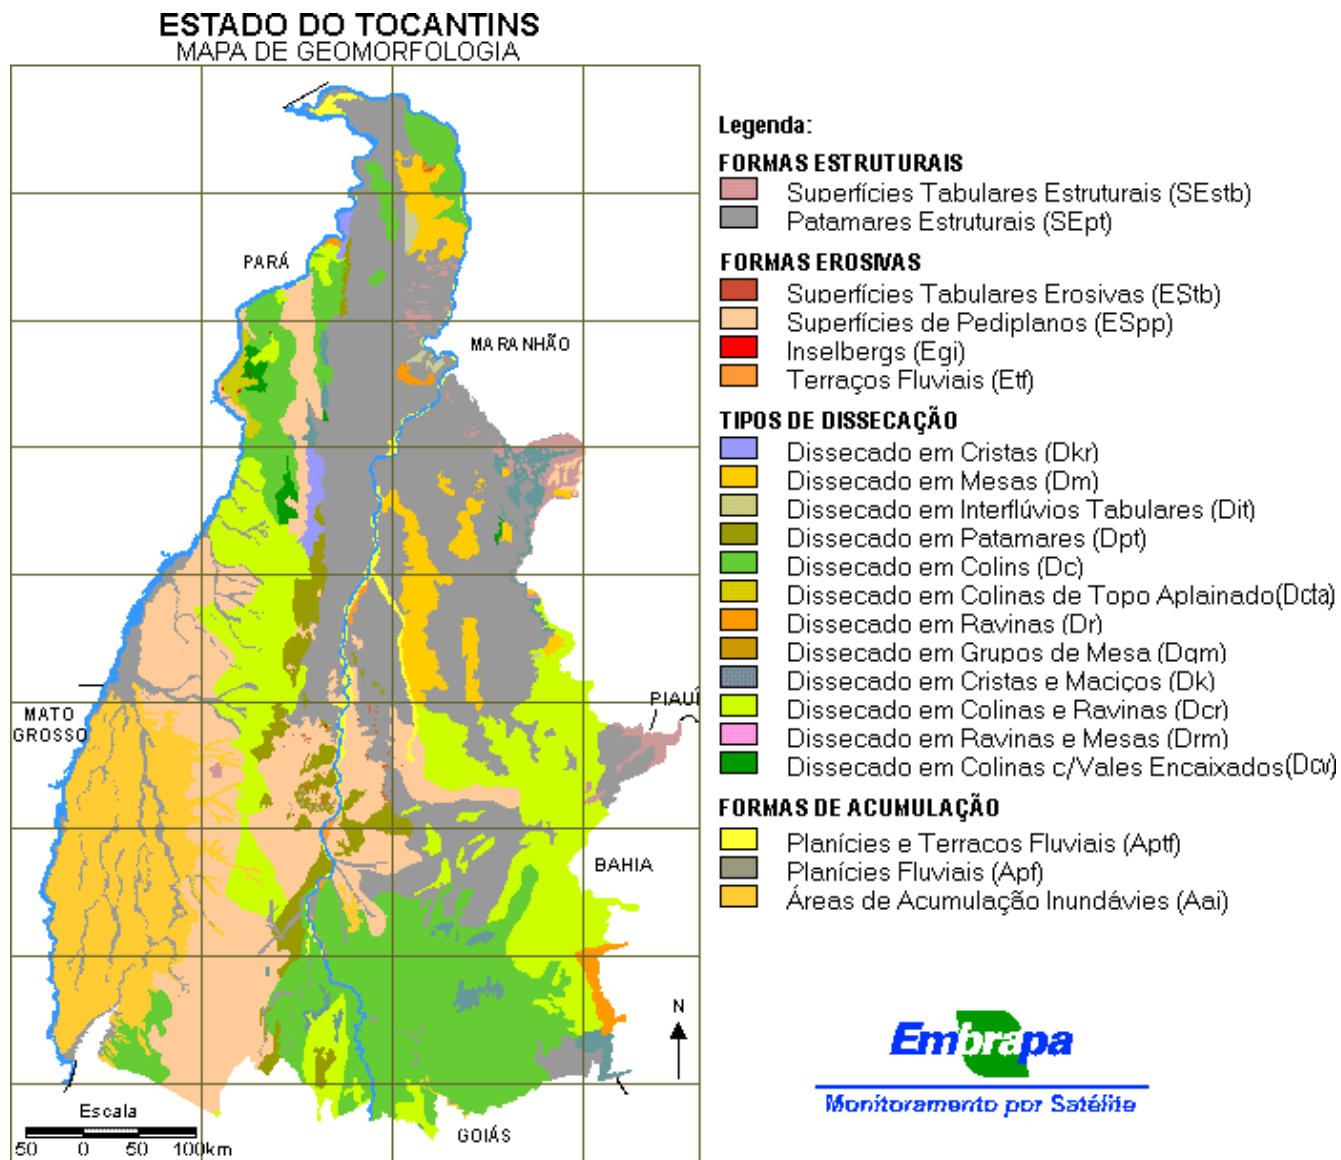 ESTADO DO TOCANTINS
MAPA DE GEOMORFOLOGIA
Legenda:
FORMAS ESTRUTURAIS
Superfícies Tabulares Estruturais (SEstb)
Patamares Estruturais (SEpt)
FORMAS EROSIVAS
Superfícies Tabulares Erosivas (EStb)
Superfícies de Pediplanos (ESpp)
Inselbergs (Egi)
Terraços Fluviais (Etf)
TIPOS DE DISSECAÇÃO
Dissecado em Cristas (Dkr)
Dissecado em Mesas (Dm)
Dissecado em Interflúvios Tabulares (Dit)
Dissecado em Patamares (Dpt)
Dissecado em Colins (Dc)
Dissecado em Colinas de Topo Aplainado(Dcta)
Dissecado em Ravinas (Dr)
Dissecado em Grupos de Mesa (Dgm)
Dissecado em Cristas e Maciços (Dk)
Dissecado em Colinas e Ravinas (Dcr)
Dissecado em Ravinas e Mesas (Drm)
Dissecado em Colinas c/Vales Encaixados(Dcv)
FORMAS DE ACUMULAÇÃO
Planícies e Terracos Fluviais (Aptf)
Planícies Fluviais (Apf)
Áreas de Acumulação Inundávies (Aai)
PARÁ
MARANHÃO
PIAUÍ
MATO
GROSSO
BAHIA
GOIÁS
N
Escala
50 0 50 100km
Embrapa
Monitoramento por Satélite